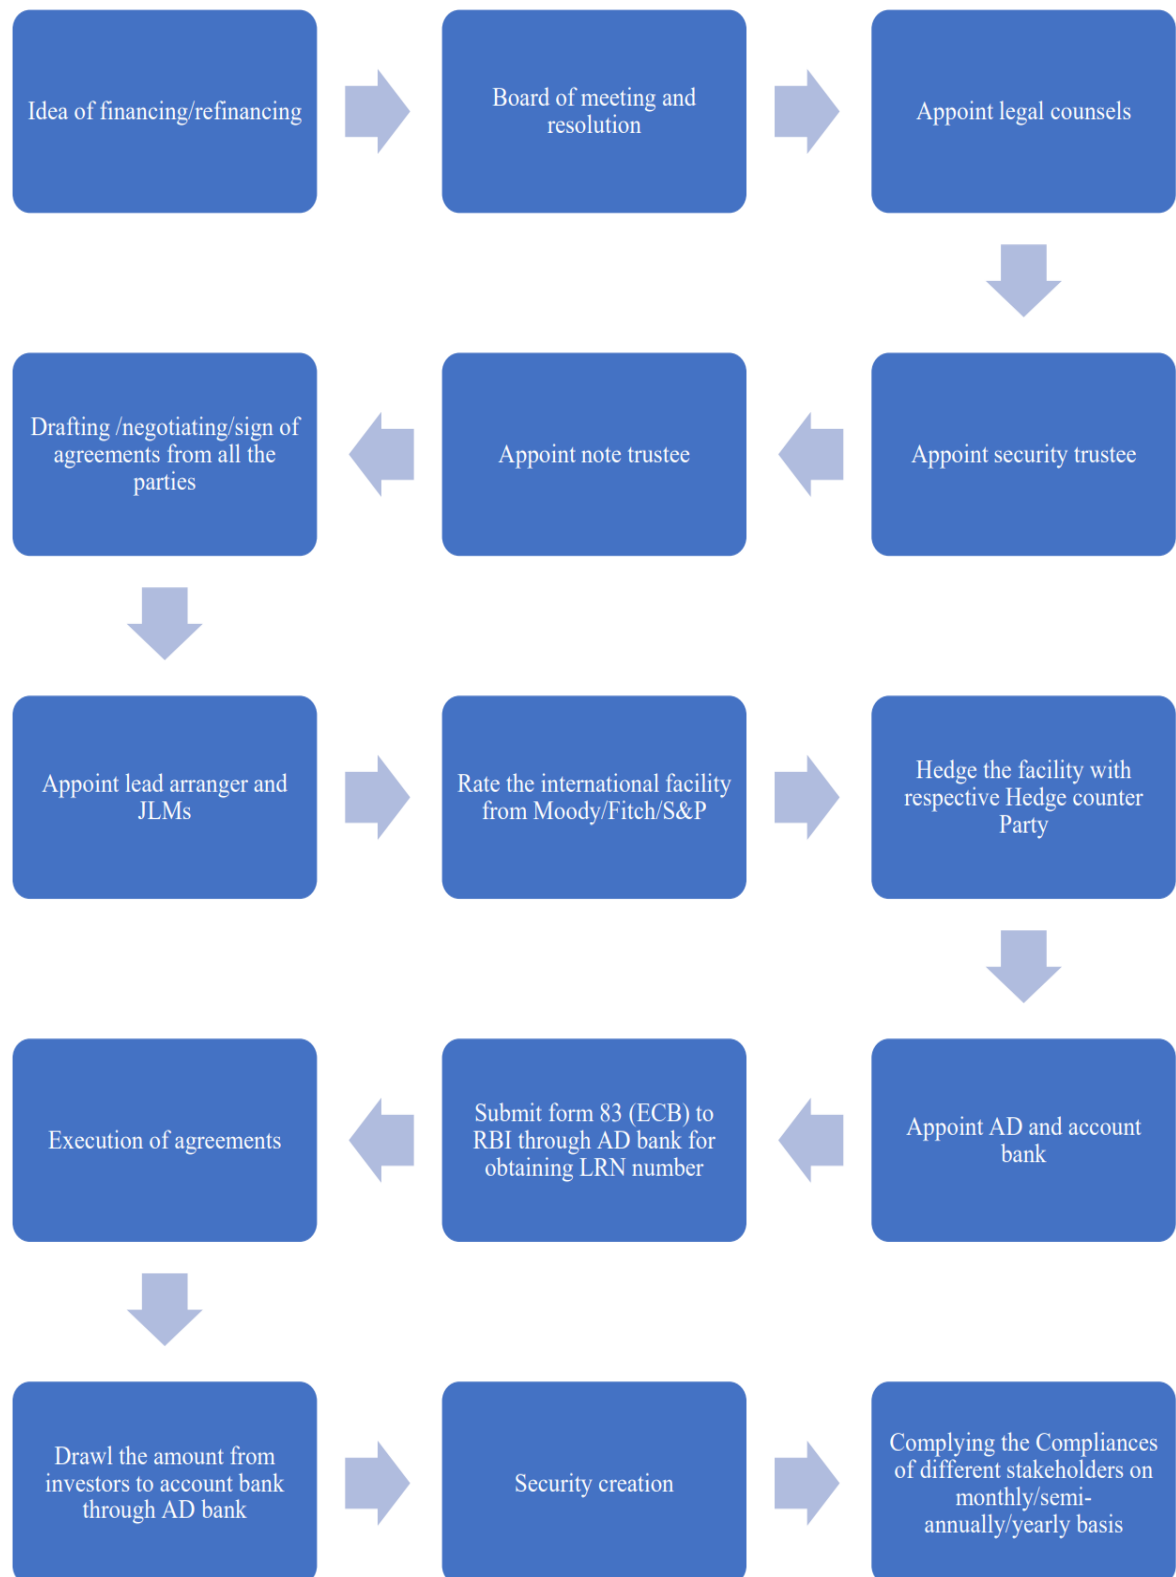 Idea of financing/refinancing
Board of meeting and
resolution
Appoint legal counsels
Appoint security trustee
Appoint note trustee
Drafting /negotiating/sign of
agreements from all the
parties
Appoint lead arranger and
JLMs
Rate the international facility
from Moody/Fitch/S&P
Hedge the facility with
respective Hedge counter
Party
Appoint AD and account
bank
Submit form 83 (ECB) to
RBI through AD bank for
obtaining LRN number
Execution of agreements
Drawl the amount from
investors to account bank
through AD bank
Security creation
Complying the Compliances
of different stakeholders on
monthly/semi-
annually/yearly basis